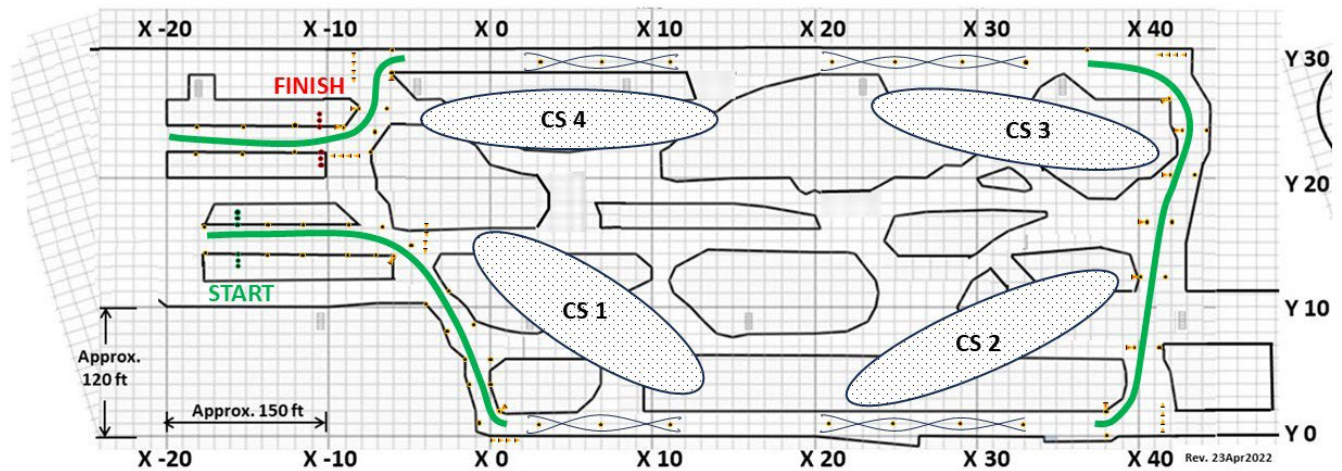 X -20 X -10 X 0 X 10 X 20 X 30 X 40
Y 30
FINISH
CS 4
CS 3
Y 20
START
CS 1
CS 2
Y 10
Approx.
120 ft
Approx. 150 ft
Y 0
X -20 X -10 X 0 X 10 X 20 X 30 X 40
Rev. 23Apr2022